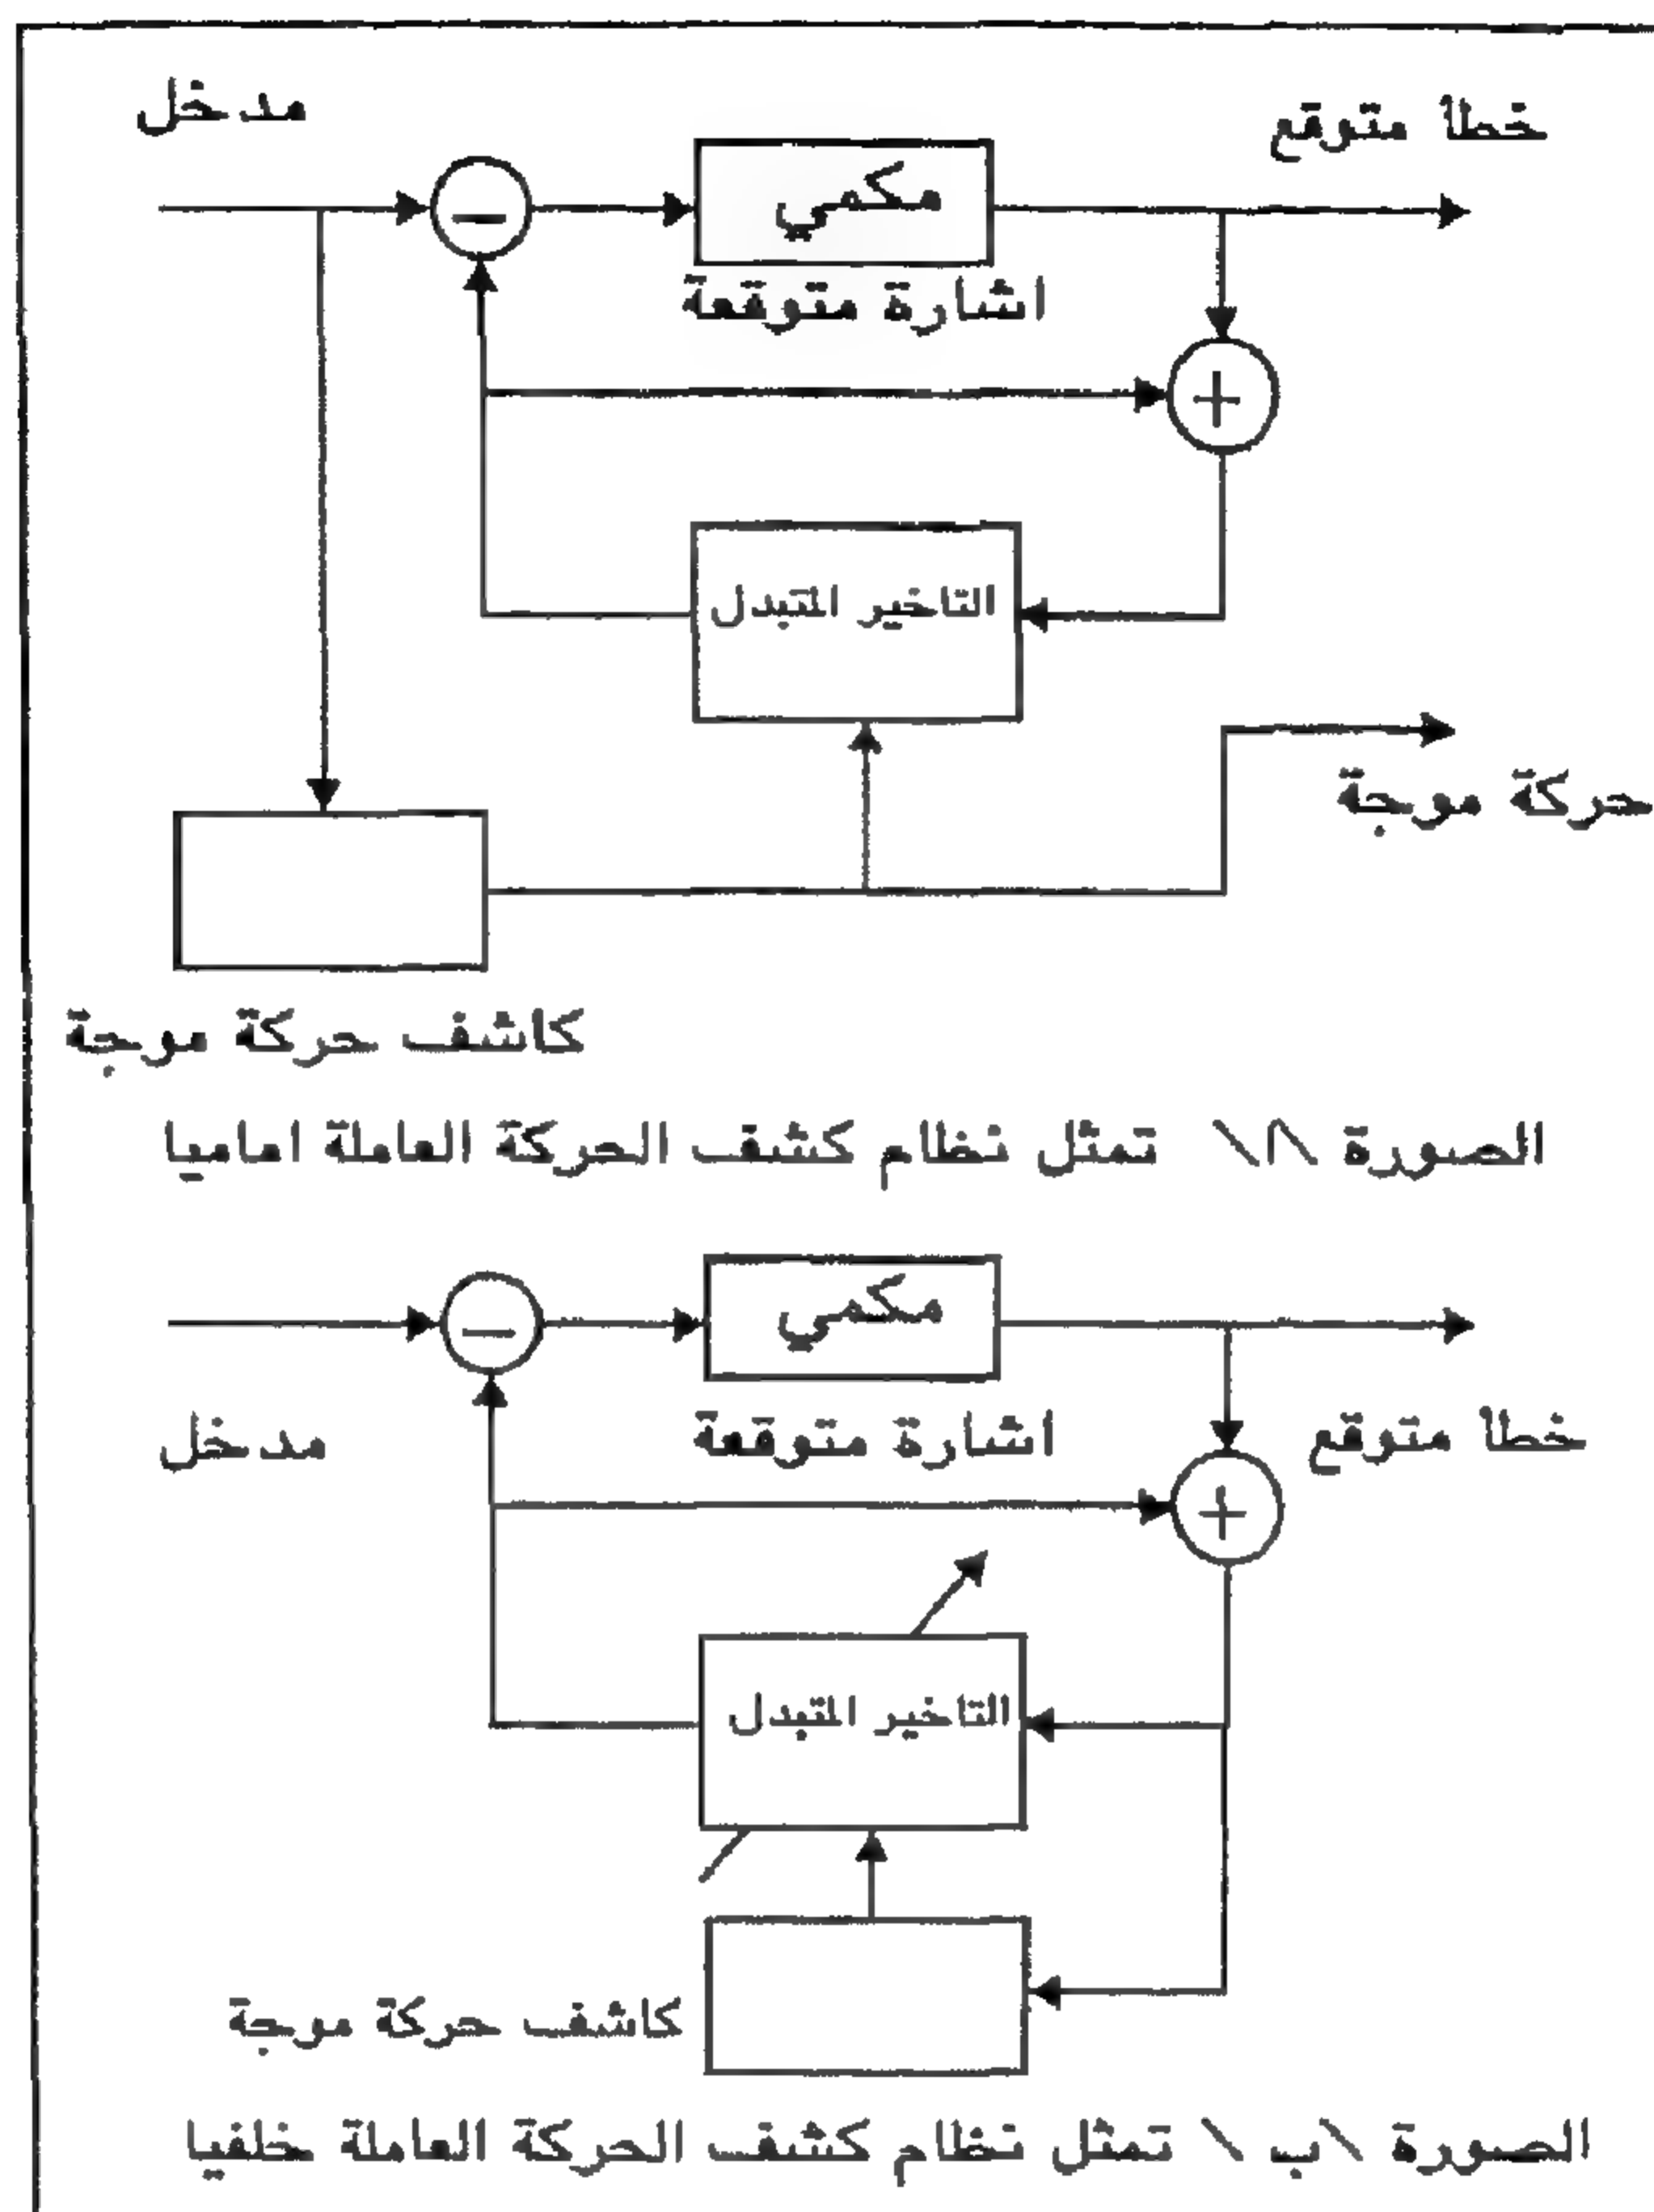 مدخل
خطأ متوقع
−
مكمي
اشارة متوقعة
+
التاخير المتبدل
حركة موجة
كاشف حركة موجة
الصورة \أ\ تمثل نظام كشف الحركة العاملة اماميا
−
مكمي
مدخل
اشارة متوقعة
خطأ متوقع
+
التاخير المتبدل
كاشف حركة موجة
الصورة \ب\ تمثل نظام كشف الحركة العاملة خلفيا